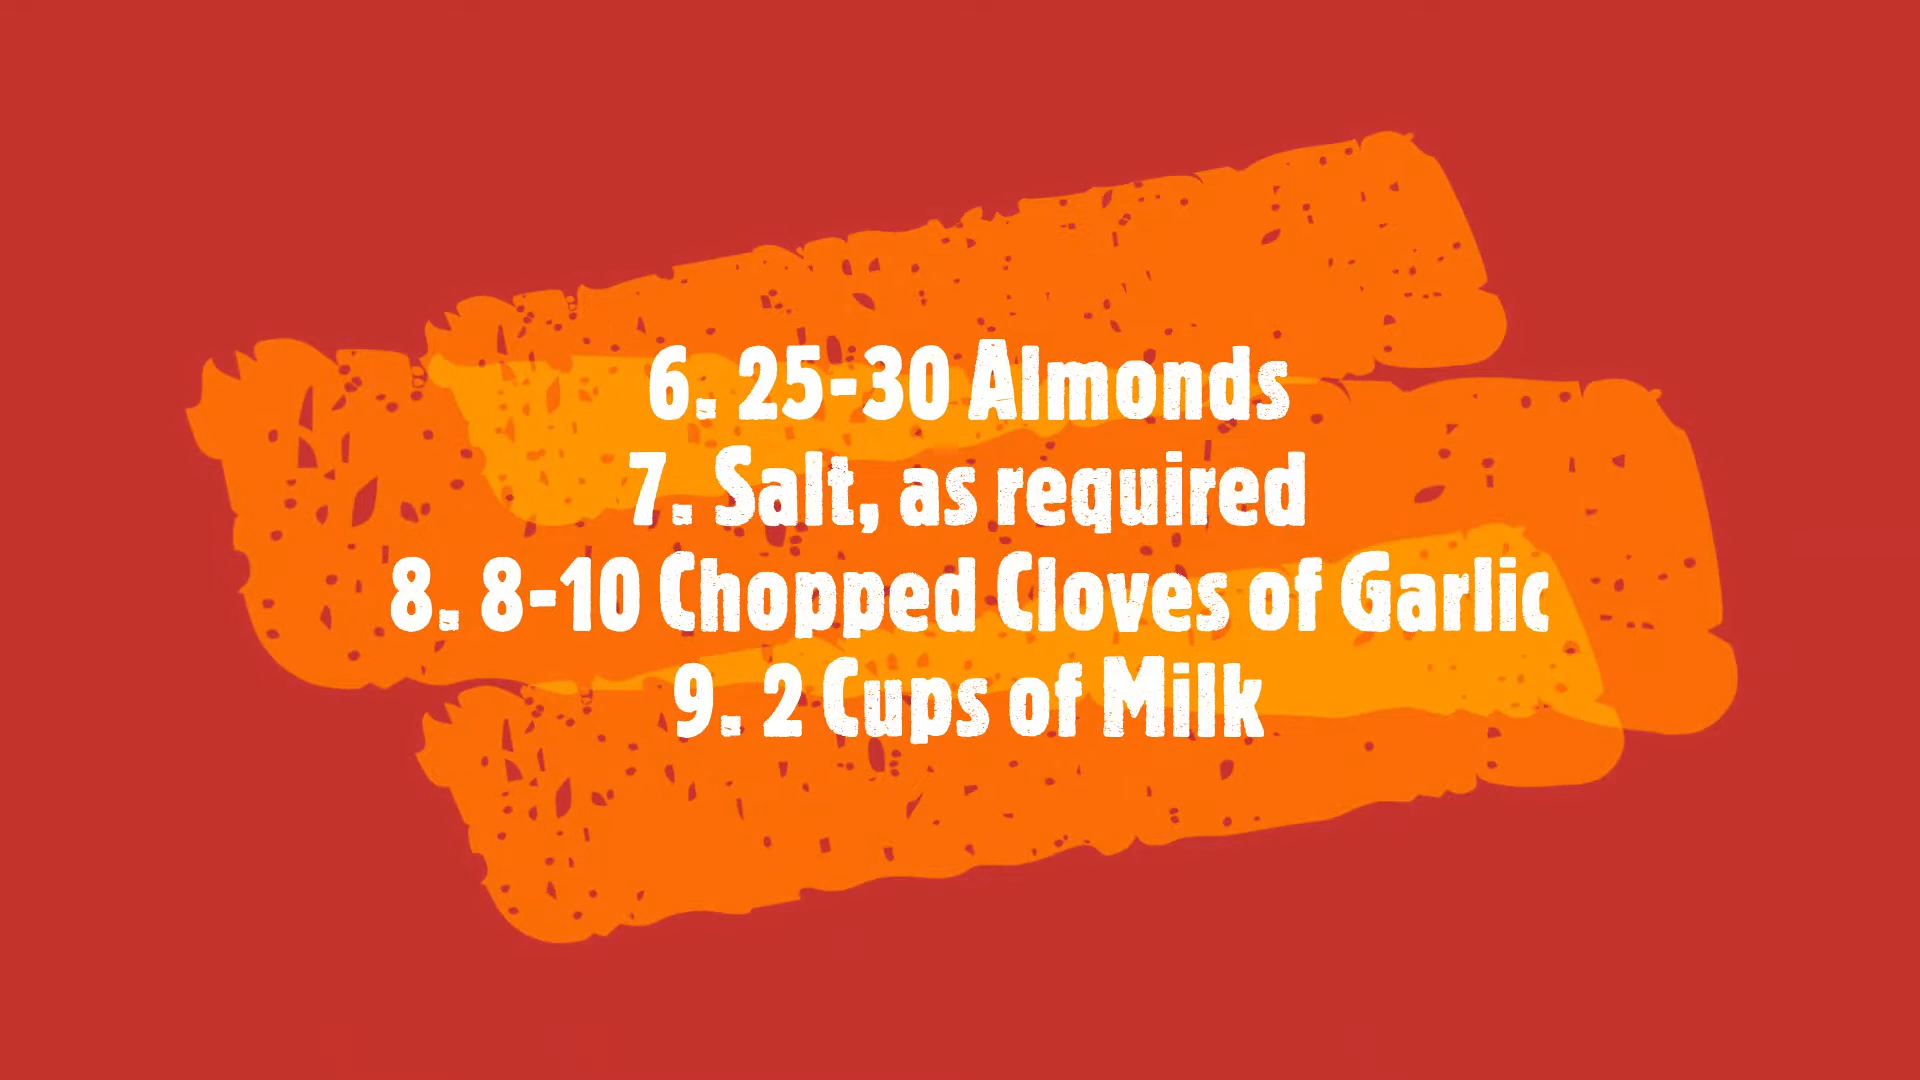 6. 25-30 Almonds
7. Salt, as required
8. 8-10 Chopped Cloves of Garlic
9. 2 Cups of Milk